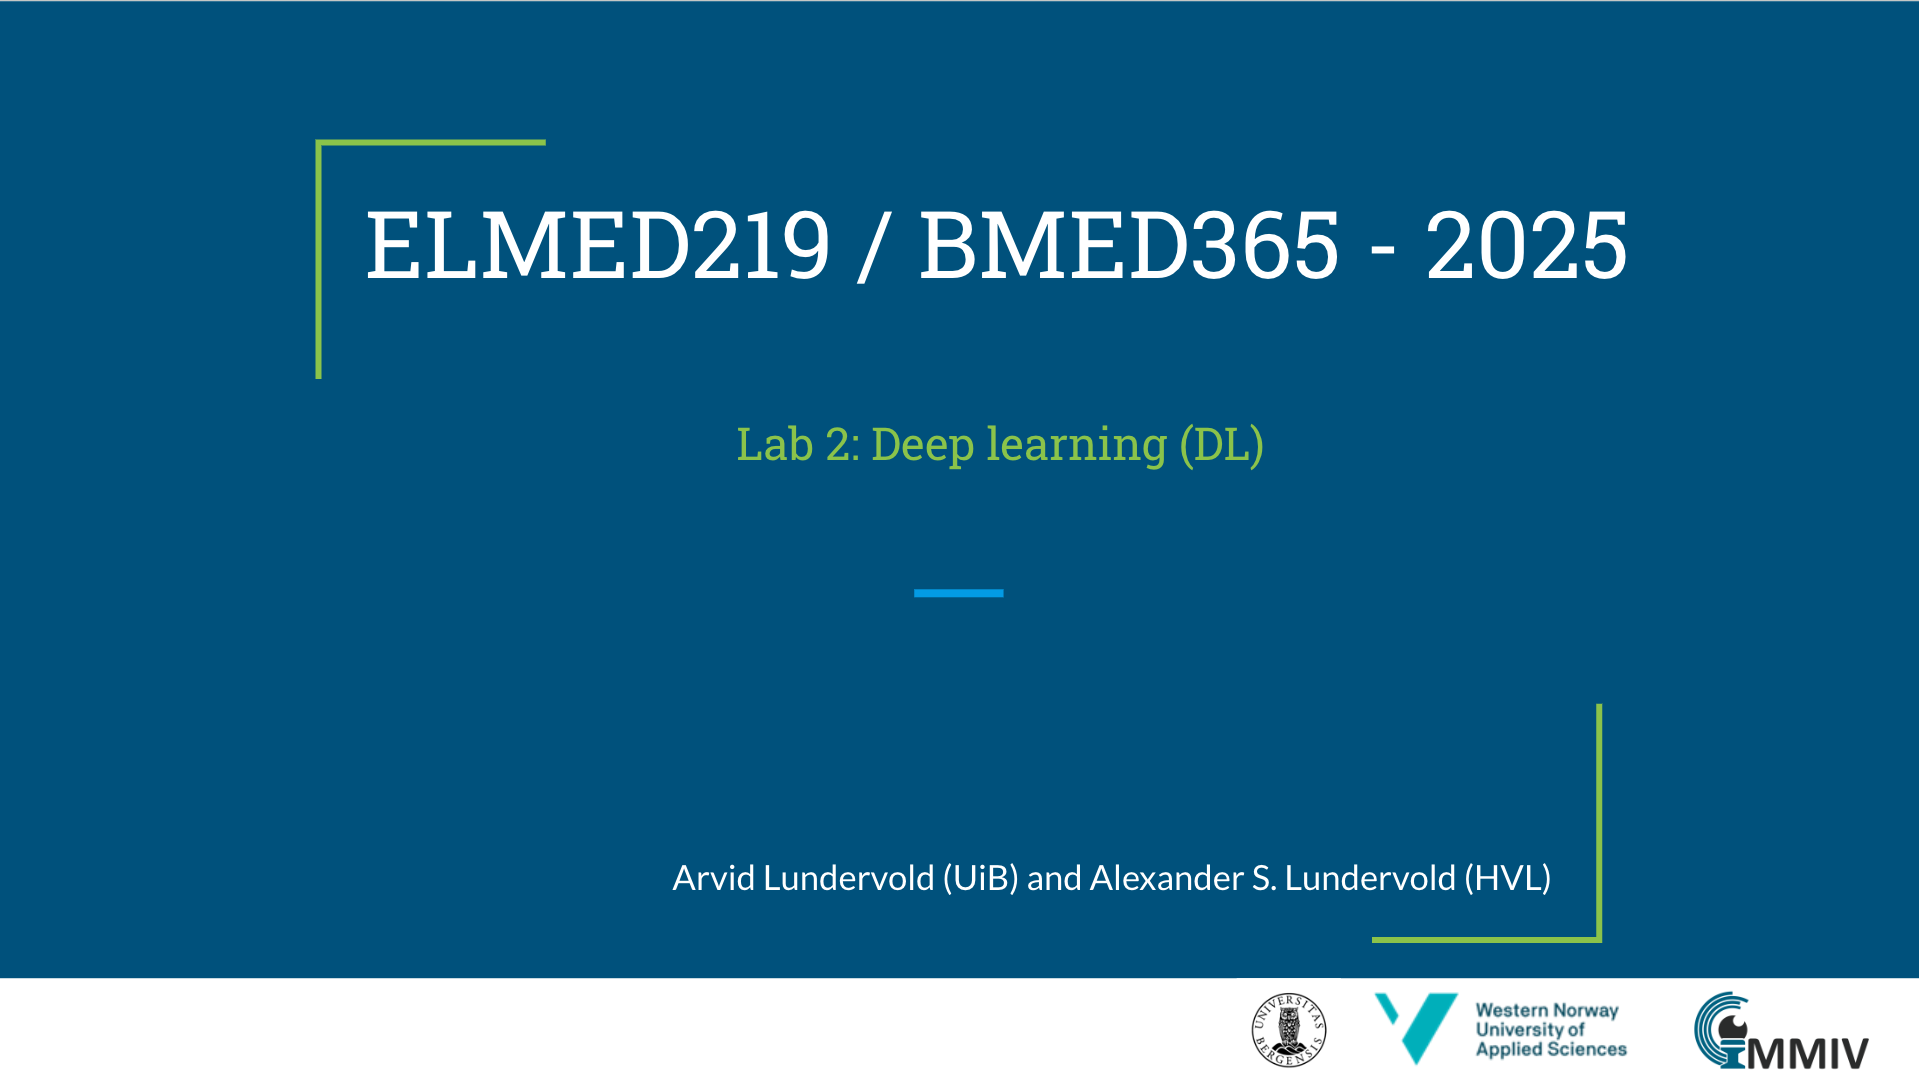 ELMED219 / BMED365 - 2025
Lab 2: Deep learning (DL)
Arvid Lundervold (UiB) and Alexander S. Lundervold (HVL)
UNIVERSITAS BERGENSIS
Western Norway
University of
Applied Sciences
MMIV